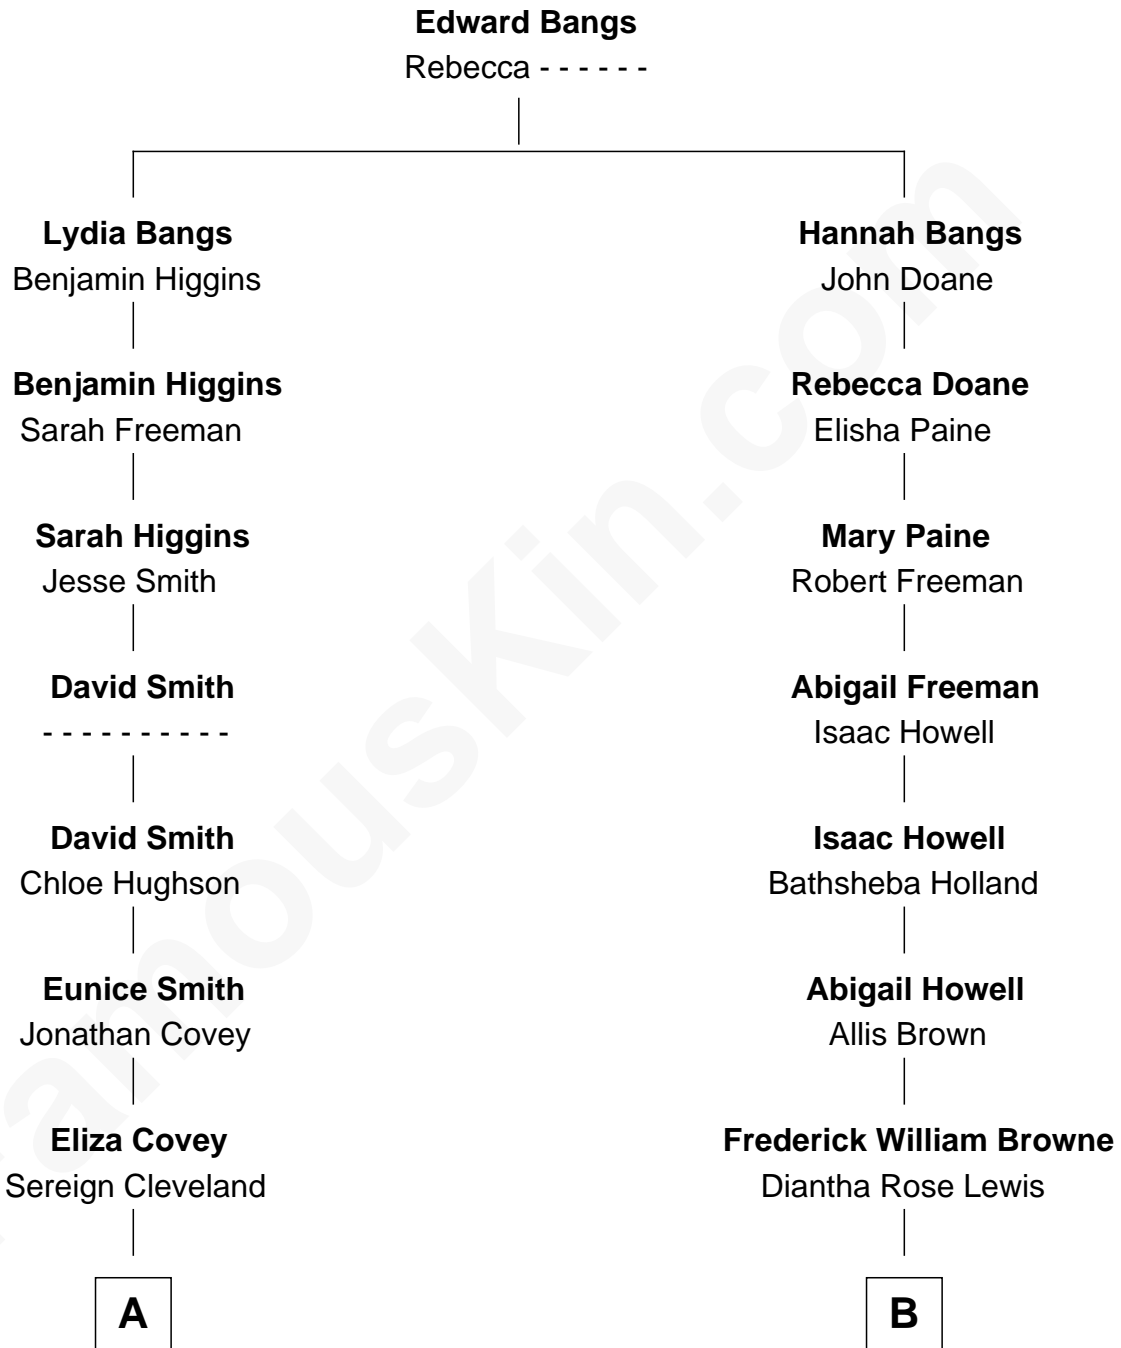 Edward Bangs
Rebecca - - - - - -
Lydia Bangs
Benjamin Higgins
Hannah Bangs
John Doane
Benjamin Higgins
Sarah Freeman
Rebecca Doane
Elisha Paine
Sarah Higgins
Jesse Smith
Mary Paine
Robert Freeman
David Smith
- - - - - - - - - -
Abigail Freeman
Isaac Howell
David Smith
Chloe Hughson
Isaac Howell
Bathsheba Holland
Eunice Smith
Jonathan Covey
Abigail Howell
Allis Brown
Eliza Covey
Sereign Cleveland
Frederick William Browne
Diantha Rose Lewis
A
B
FamousKin.com